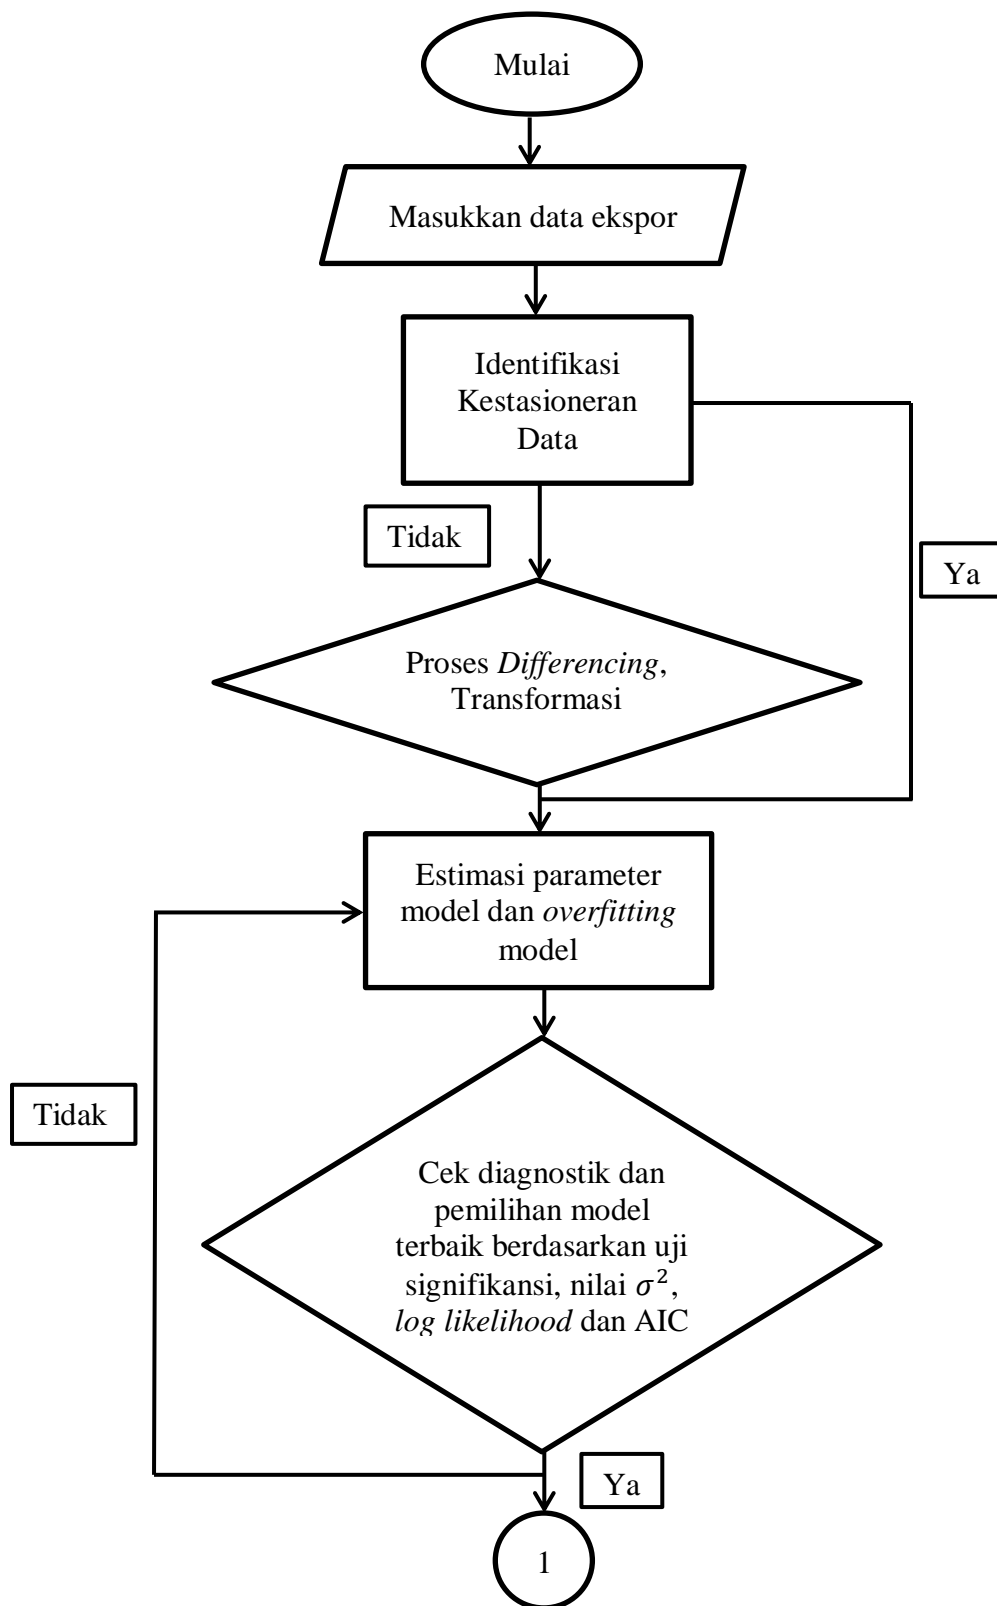 Mulai
Masukkan data ekspor
Identifikasi
Kestasioneran
Data
Tidak
Ya
Proses Differencing,
Transformasi
Estimasi parameter
model dan overfitting
model
Tidak
Cek diagnostik dan
pemilihan model
terbaik berdasarkan uji
signifikansi, nilai σ²,
log likelihood dan AIC
Ya
1